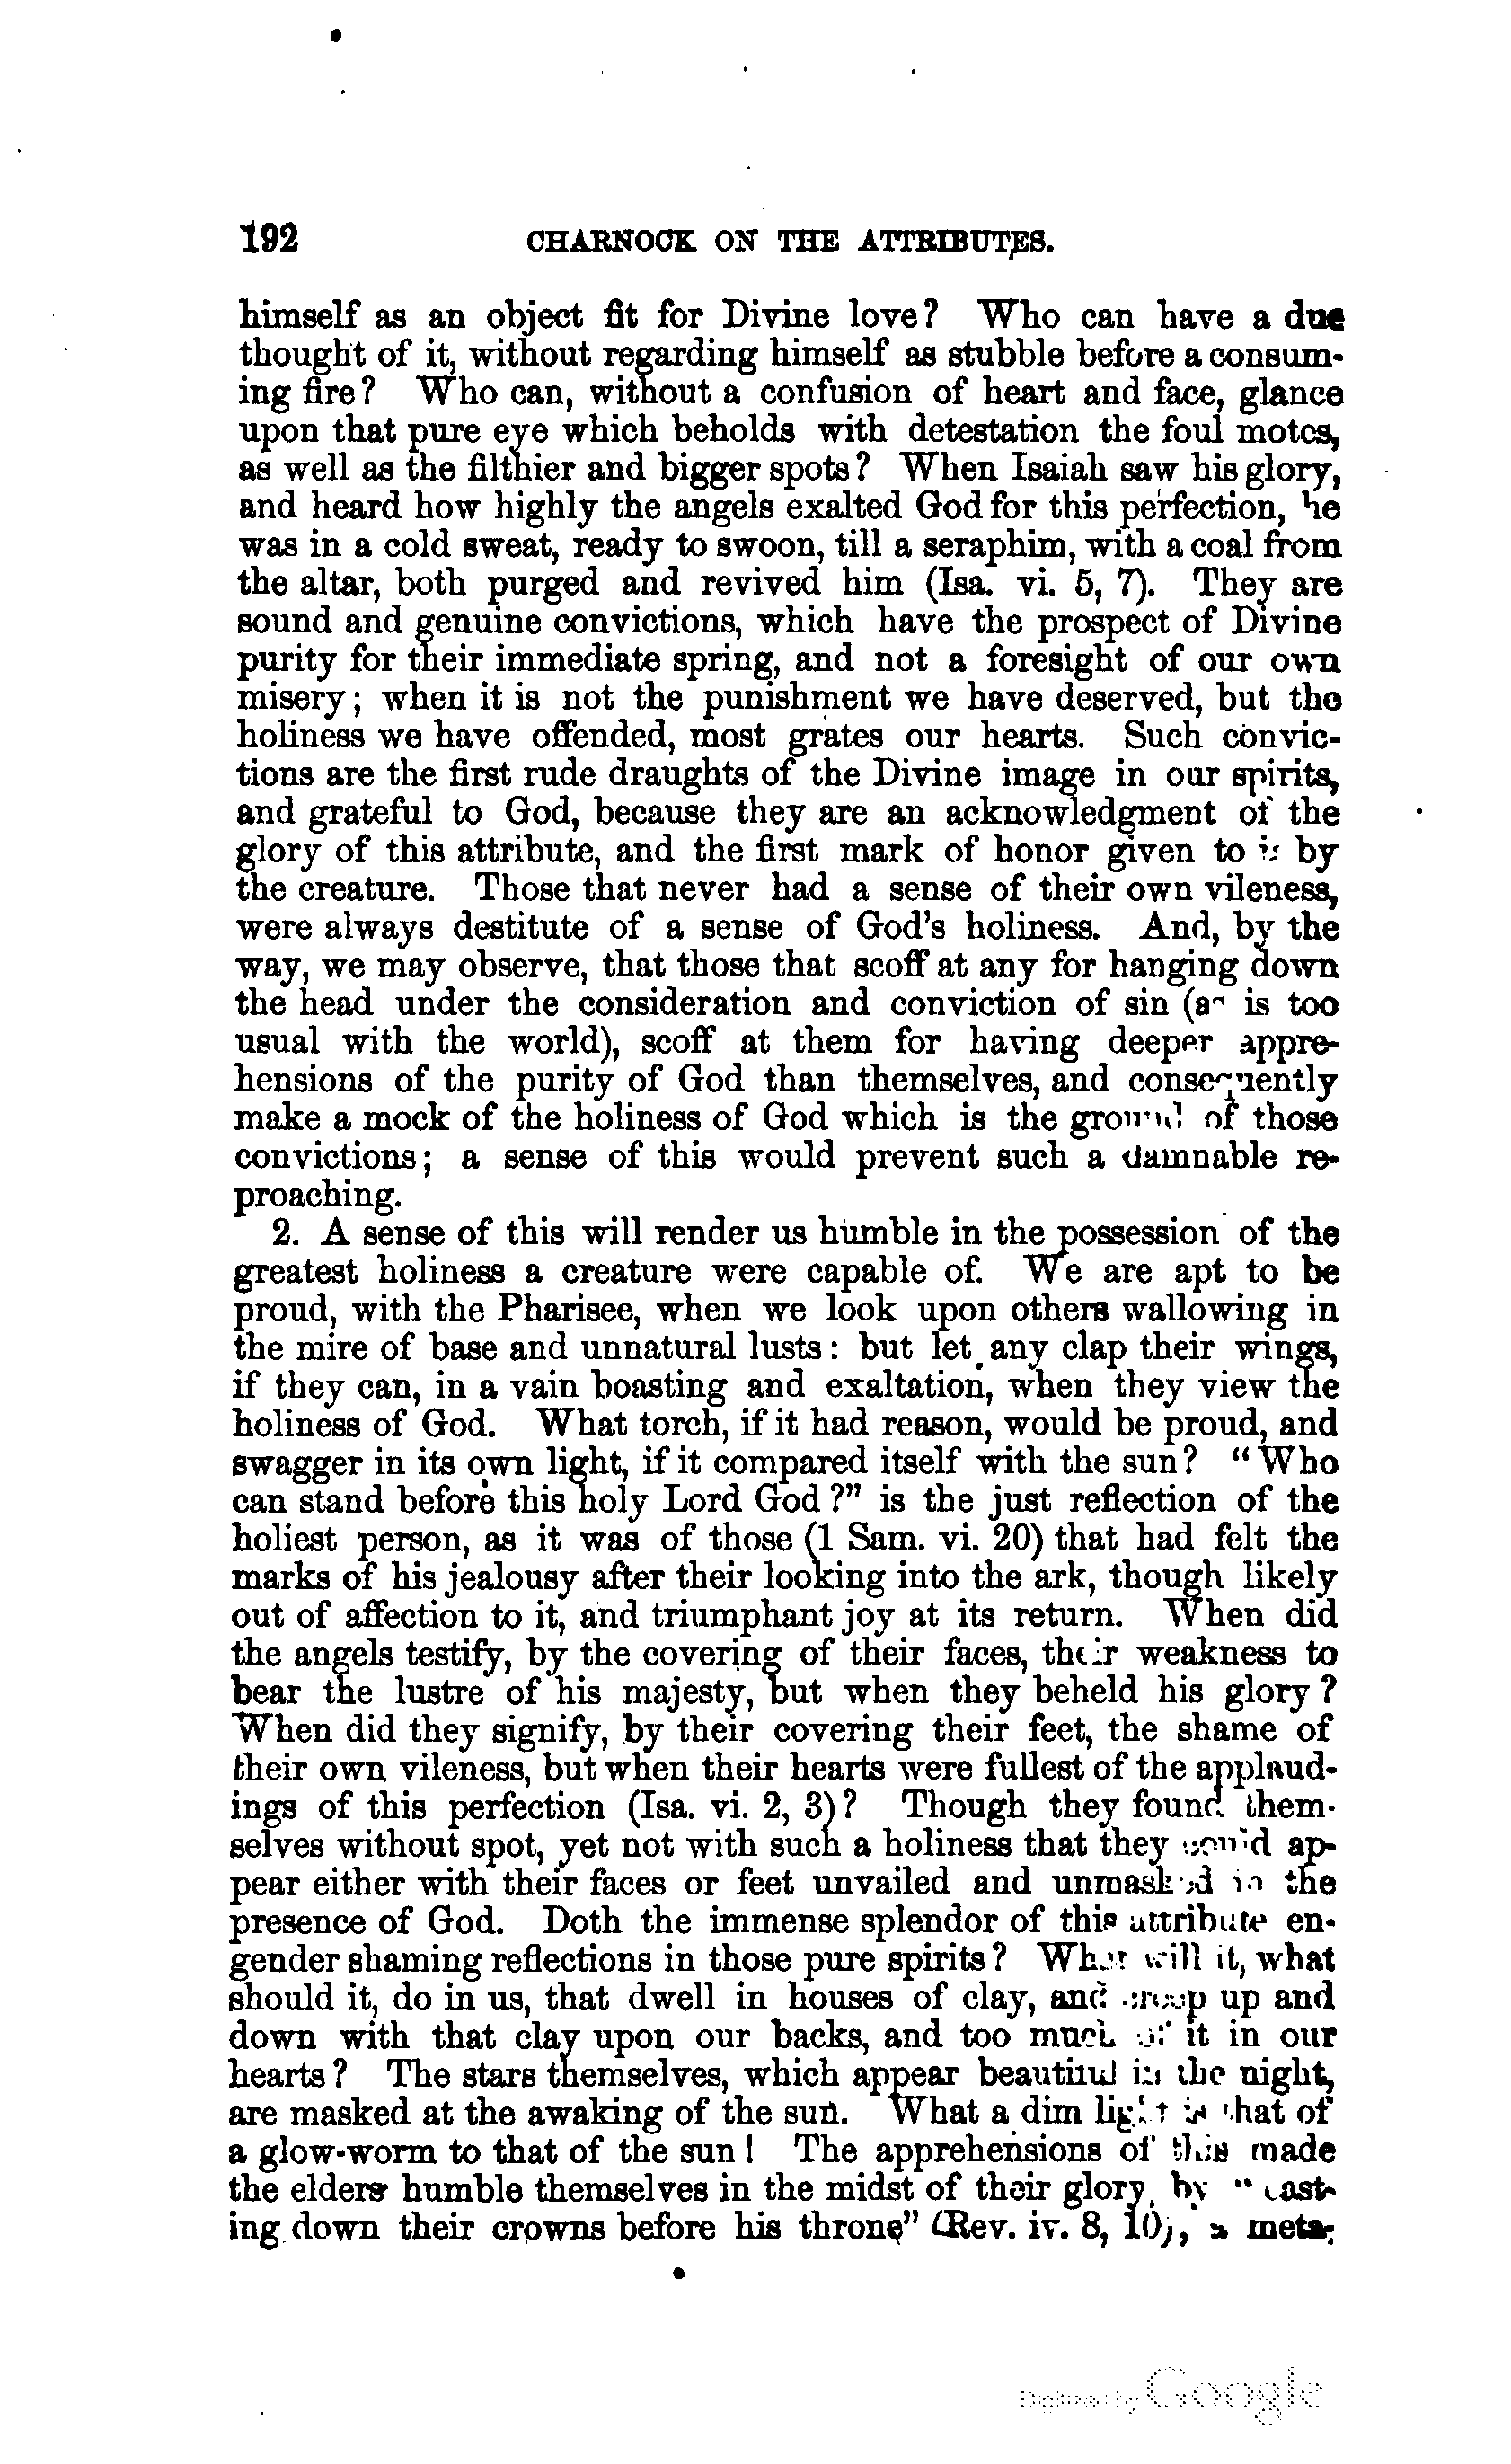 192 CHARNOCK ON THE ATTRIBUTES.
himself as an object fit for Divine love? Who can have a due
thought of it, without regarding himself as stubble before a consum-
ing fire? Who can, without a confusion of heart and face, glance
upon that pure eye which beholds with detestation the foul motes,
as well as the filthier and bigger spots? When Isaiah saw his glory,
and heard how highly the angels exalted God for this perfection, he
was in a cold sweat, ready to swoon, till a seraphim, with a coal from
the altar, both purged and revived him (Isa. vi. 5, 7). They are
sound and genuine convictions, which have the prospect of Divine
purity for their immediate spring, and not a foresight of our own
misery; when it is not the punishment we have deserved, but the
holiness we have offended, most grates our hearts. Such convic-
tions are the first rude draughts of the Divine image in our spirits,
and grateful to God, because they are an acknowledgment of the
glory of this attribute, and the first mark of honor given to it by
the creature. Those that never had a sense of their own vileness,
were always destitute of a sense of God's holiness. And, by the
way, we may observe, that those that scoff at any for hanging down
the head under the consideration and conviction of sin (as is too
usual with the world), scoff at them for having deeper appre-
hensions of the purity of God than themselves, and consequently
make a mock of the holiness of God which is the ground of those
convictions; a sense of this would prevent such a damnable re-
proaching.
2. A sense of this will render us humble in the possession of the
greatest holiness a creature were capable of. We are apt to be
proud, with the Pharisee, when we look upon others wallowing in
the mire of base and unnatural lusts: but let any clap their wings,
if they can, in a vain boasting and exaltation, when they view the
holiness of God. What torch, if it had reason, would be proud, and
swagger in its own light, if it compared itself with the sun? "Who
can stand before this holy Lord God?" is the just reflection of the
holiest person, as it was of those (1 Sam. vi. 20) that had felt the
marks of his jealousy after their looking into the ark, though likely
out of affection to it, and triumphant joy at its return. When did
the angels testify, by the covering of their faces, their weakness to
bear the lustre of his majesty, but when they beheld his glory?
When did they signify, by their covering their feet, the shame of
their own vileness, but when their hearts were fullest of the applaud-
ings of this perfection (Isa. vi. 2, 3)? Though they found them-
selves without spot, yet not with such a holiness that they could ap-
pear either with their faces or feet unvailed and unmasked in the
presence of God. Doth the immense splendor of this attribute en-
gender shaming reflections in those pure spirits? What will it, what
should it, do in us, that dwell in houses of clay, and creep up and
down with that clay upon our backs, and too much of it in our
hearts? The stars themselves, which appear beautiful in the night,
are masked at the awaking of the sun. What a dim light is that of
a glow-worm to that of the sun! The apprehensions of this made
the elders humble themselves in the midst of their glory, by "cast-
ing down their crowns before his throne" (Rev. iv. 8, 10), a meta-
Digitized by Google